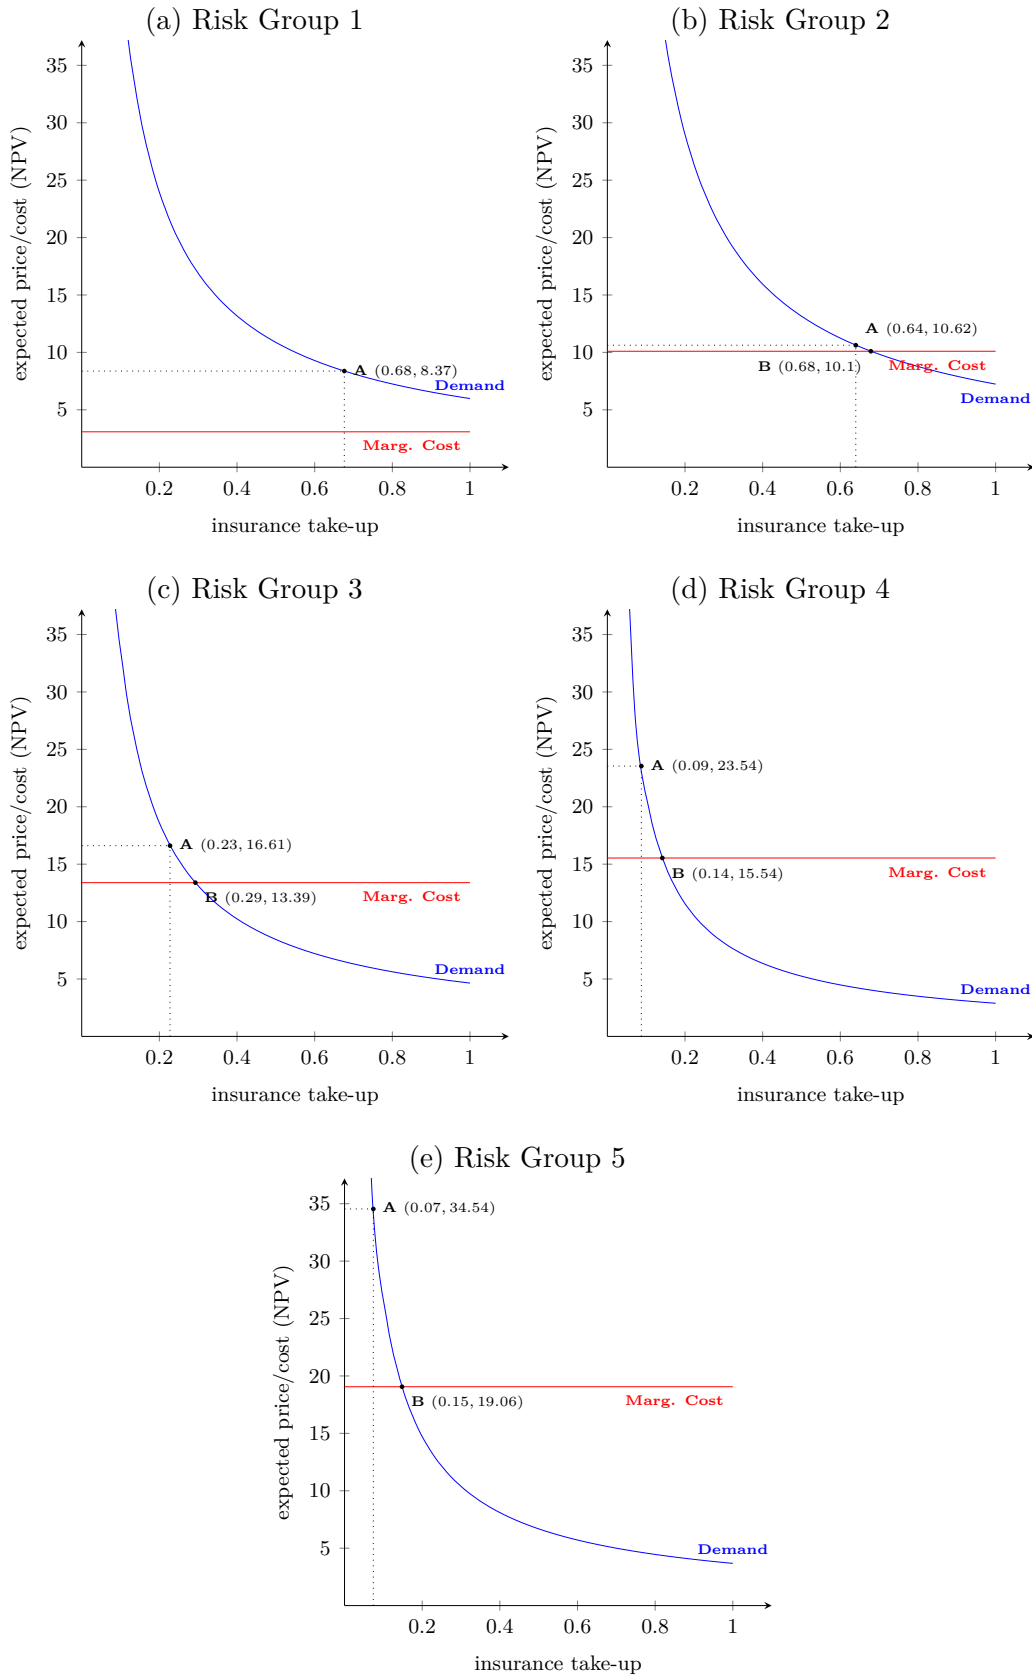 (a) Risk Group 1
35
30
25
20
15
10
5
expected price/cost (NPV)
A (0.68, 8.37)
Demand
Marg. Cost
0.2 0.4 0.6 0.8 1
insurance take-up
(b) Risk Group 2
35
30
25
20
15
10
5
expected price/cost (NPV)
A (0.64, 10.62)
B (0.68, 10.1)
Marg. Cost
Demand
0.2 0.4 0.6 0.8 1
insurance take-up
(c) Risk Group 3
35
30
25
20
15
10
5
expected price/cost (NPV)
A (0.23, 16.61)
B (0.29, 13.39)
Marg. Cost
Demand
0.2 0.4 0.6 0.8 1
insurance take-up
(d) Risk Group 4
35
30
25
20
15
10
5
expected price/cost (NPV)
A (0.09, 23.54)
B (0.14, 15.54)
Marg. Cost
Demand
0.2 0.4 0.6 0.8 1
insurance take-up
(e) Risk Group 5
35
30
25
20
15
10
5
expected price/cost (NPV)
A (0.07, 34.54)
B (0.15, 19.06)
Marg. Cost
Demand
0.2 0.4 0.6 0.8 1
insurance take-up